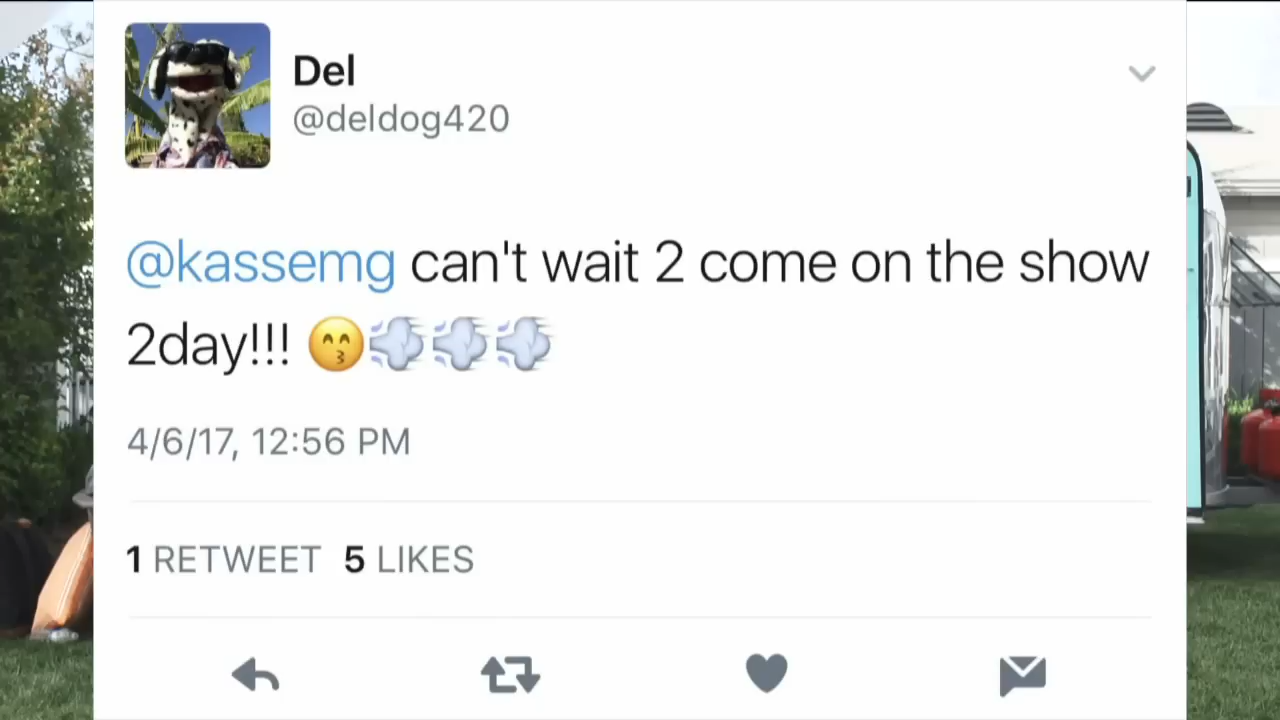 Del
@deldog420
@kassemg can't wait 2 come on the show
2day!!! 😙💨💨💨
4/6/17, 12:56 PM
1 RETWEET 5 LIKES